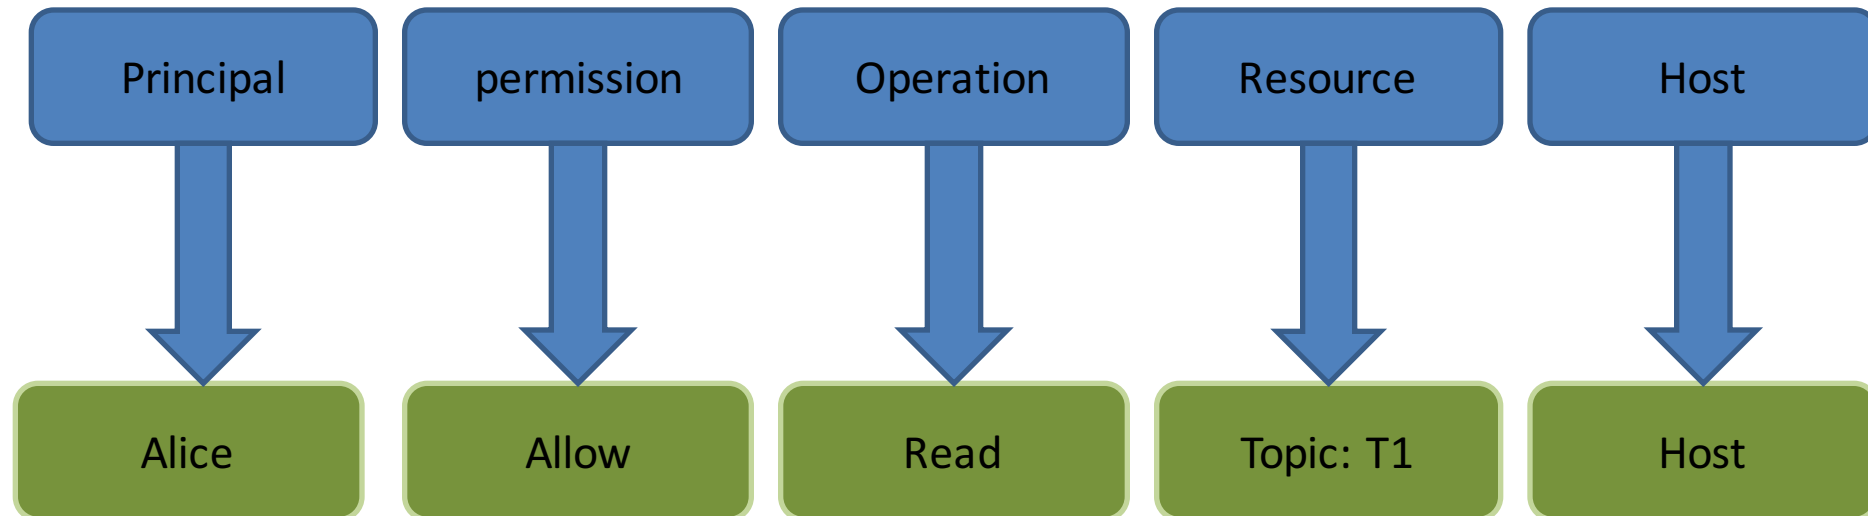 Principal
permission
Operation
Resource
Host
Alice
Allow
Read
Topic: T1
Host